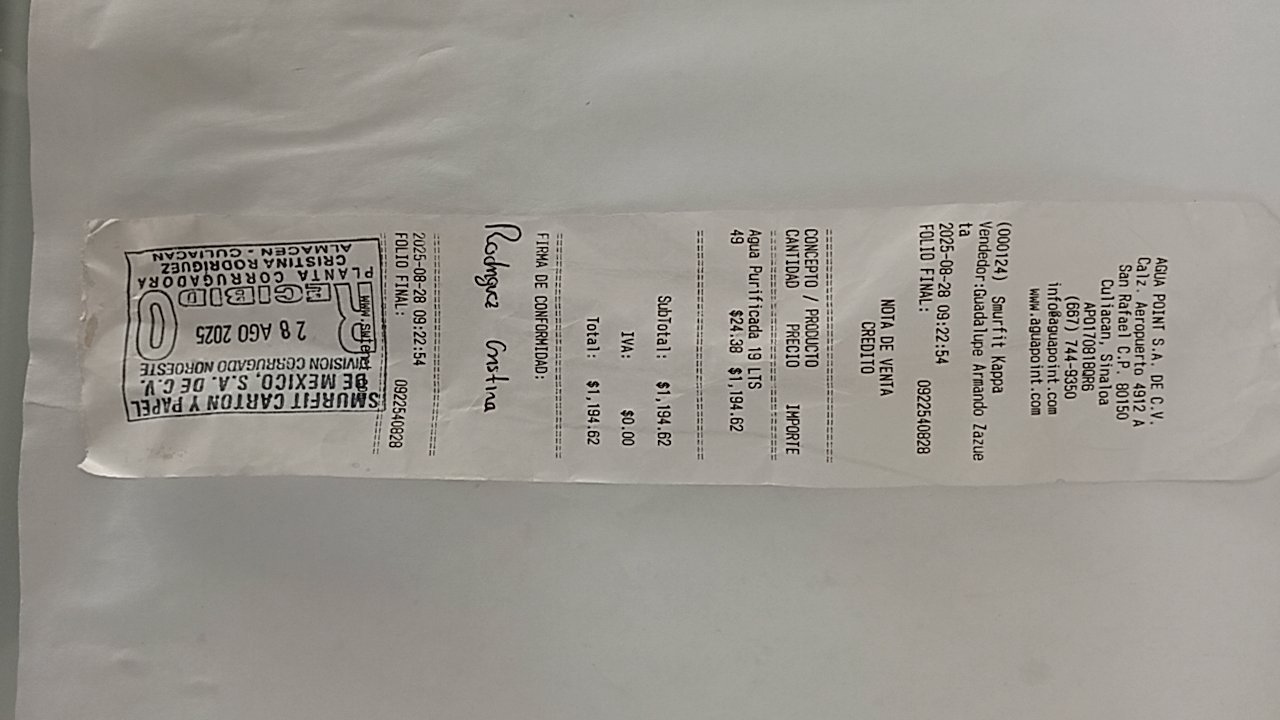 AGUA POINT S.A. DE C.V.
Calz. Aeropuerto 4912 A
San Rafael C.P. 80150
Culiacan, Sinaloa
APO170818QR6
(667) 744-9350
info@aguapoint.com
www.aguapoint.com
(000124) Smurfit Kappa
Vendedor:Guadalupe Armando Zazue
ta
2025-08-28 09:22:54
FOLIO FINAL: 0922540828
NOTA DE VENTA
CREDITO
CONCEPTO / PRODUCTO
CANTIDAD PRECIO IMPORTE
Agua Purificada 19 LTS
49 $24.38 $1,194.62
SubTotal: $1,194.62
IVA: $0.00
Total: $1,194.62
FIRMA DE CONFORMIDAD:
Rodriguez Cristina
2025-08-28 09:22:54
FOLIO FINAL: 0922540828
SMURFIT CARTON Y PAPEL
DE MEXICO, S.A. DE C.V.
DIVISION CORRUGADO NOROESTE
28 AGO 2025
RECIBIDO
PLANTA CORRUGADORA
CRISTINA RODRIGUEZ
ALMACEN - CULIACAN